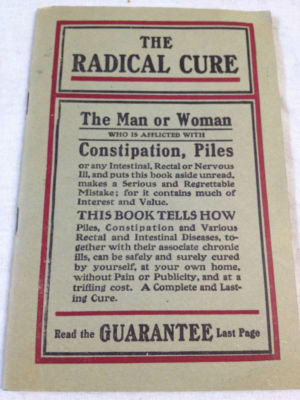 THE
RADICAL CURE
The Man or Woman
WHO IS AFFLICTED WITH
Constipation, Piles
or any Intestinal, Rectal or Nervous
Ill, and puts this book aside unread,
makes a Serious and Regrettable
Mistake; for it contains much of
Interest and Value.
THIS BOOK TELLS HOW
Piles, Constipation and Various
Rectal and Intestinal Diseases, to-
gether with their associate chronic
ills, can be safely and surely cured
by yourself, at your own home,
without Pain or Publicity, and at a
trifling cost. A Complete and Last-
ing Cure.
Read the GUARANTEE Last Page